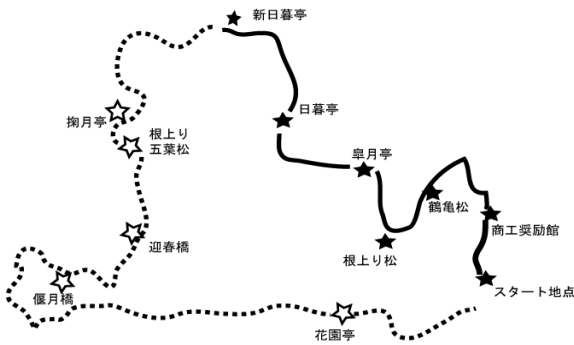 新日暮亭
掬月亭
日暮亭
根上り
五葉松
皐月亭
鶴亀松
商工奨励館
迎春橋
根上り松
偃月橋
スタート地点
花園亭